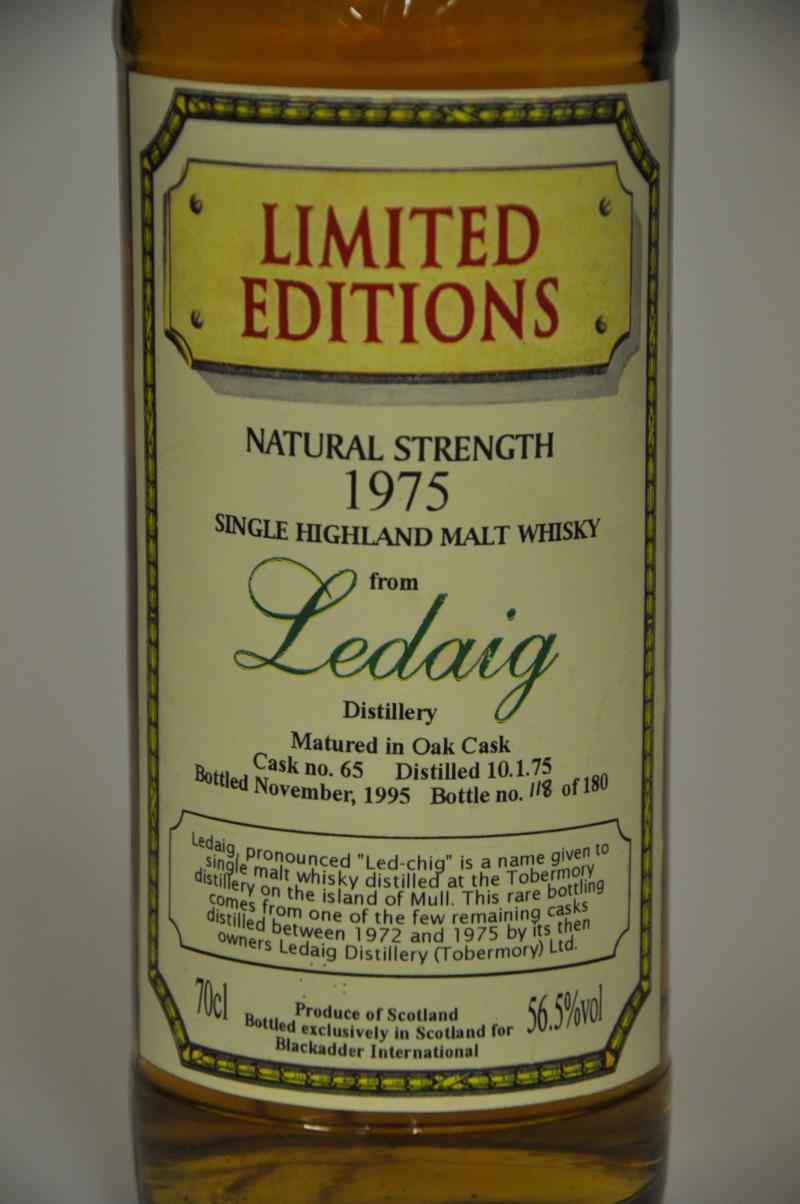 LIMITED
EDITIONS
NATURAL STRENGTH
1975
SINGLE HIGHLAND MALT WHISKY
from
Ledaig
Distillery
Matured in Oak Cask
Cask no. 65 Distilled 10.1.75
Bottled November, 1995 Bottle no. 118 of 180
Ledaig, pronounced "Led-chig" is a name given to
single malt whisky distilled at the Tobermory
distillery on the island of Mull. This rare bottling
comes from one of the few remaining casks
distilled between 1972 and 1975 by its then
owners Ledaig Distillery (Tobermory) Ltd.
70cl
Produce of Scotland
Bottled exclusively in Scotland for
Blackadder International
56.5%vol